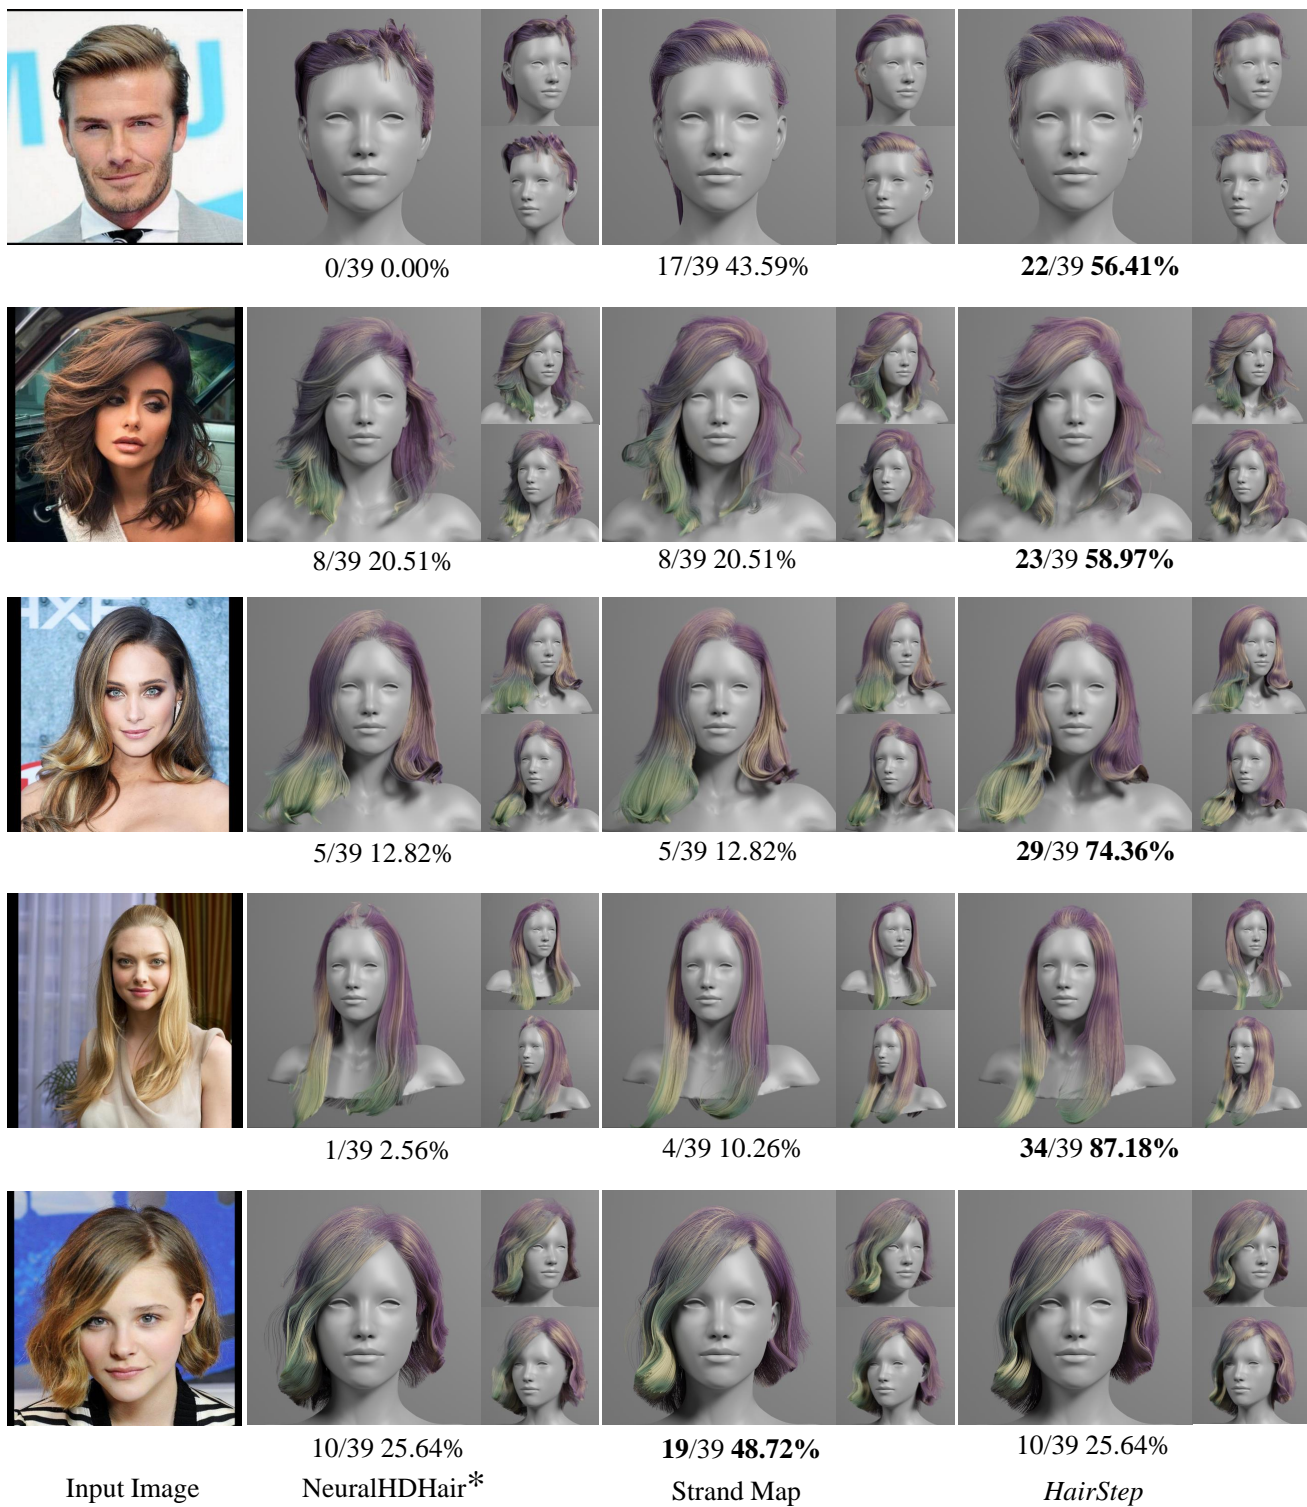 M U
0/39 0.00%
17/39 43.59%
22/39 56.41%
8/39 20.51%
8/39 20.51%
23/39 58.97%
AXE
5/39 12.82%
5/39 12.82%
29/39 74.36%
1/39 2.56%
4/39 10.26%
34/39 87.18%
10/39 25.64%
19/39 48.72%
10/39 25.64%
Input Image
NeuralHDHair*
Strand Map
HairStep